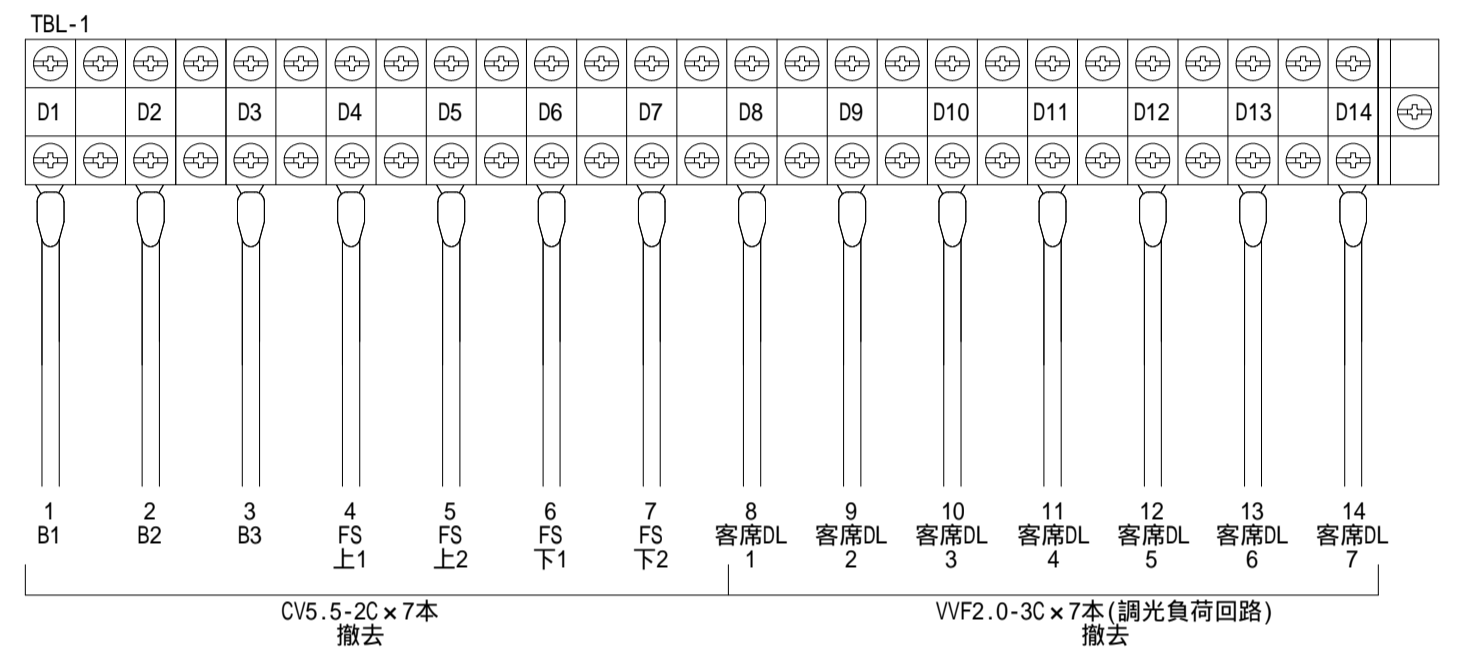 TBL-1
D1 D2 D3 D4 D5 D6 D7 D8 D9 D10 D11 D12 D13 D14
1 2 3 4 5 6 7 8 9 10 11 12 13 14
B1 B2 B3 FS FS FS FS 客席DL 客席DL 客席DL 客席DL 客席DL 客席DL 客席DL
上1 上2 下1 下2 1 2 3 4 5 6 7
CV5.5-2C×7本 VVF2.0-3C×7本(調光負荷回路)
撤去 撤去